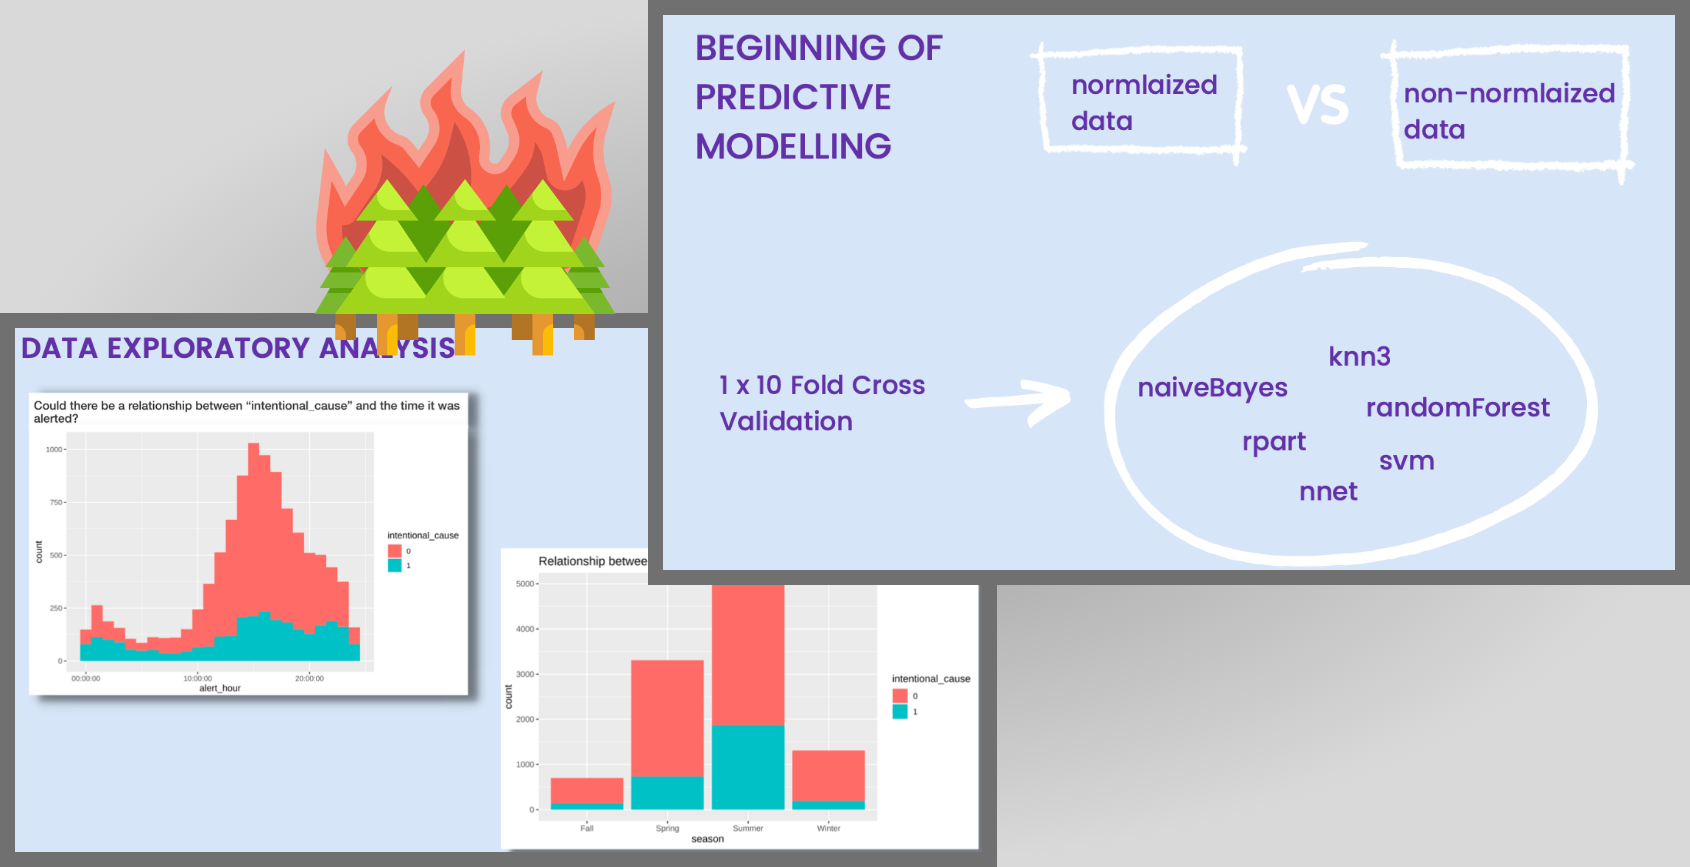 BEGINNING OF
PREDICTIVE
MODELLING
normlaized
data
VS
non-normlaized
data
1 x 10 Fold Cross
Validation
knn3
naiveBayes
randomForest
rpart
svm
nnet
DATA EXPLORATORY ANALYSIS
Could there be a relationship between “intentional_cause” and the time it was
alerted?
1000
750
500
250
0
count
00:00:00
10:00:00
20:00:00
alert_hour
intentional_cause
0
1
Relationship betwee
5000
4000
3000
2000
1000
0
count
Fall
Spring
Summer
Winter
season
intentional_cause
0
1